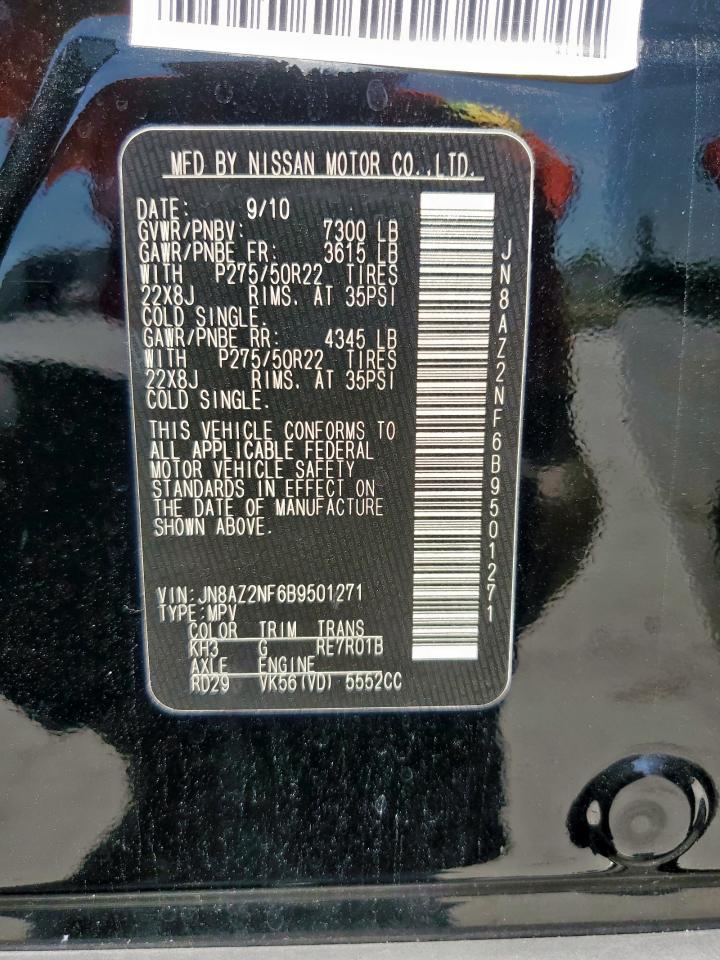 MFD BY NISSAN MOTOR CO.,LTD.
DATE: 9/10
GVWR/PNBV: 7300 LB
GAWR/PNBE FR: 3615 LB
WITH P275/50R22 TIRES
22X8J RIMS. AT 35PSI
COLD SINGLE.
GAWR/PNBE RR: 4345 LB
WITH P275/50R22 TIRES
22X8J RIMS. AT 35PSI
COLD SINGLE.
THIS VEHICLE CONFORMS TO
ALL APPLICABLE FEDERAL
MOTOR VEHICLE SAFETY
STANDARDS IN EFFECT ON
THE DATE OF MANUFACTURE
SHOWN ABOVE.
VIN:JN8AZ2NF6B9501271
TYPE:MPV
COLOR TRIM TRANS
KH3 G RE7R01B
AXLE ENGINE
RD29 VK56(VD) 5552CC
JN8AZ2NF6B9501271